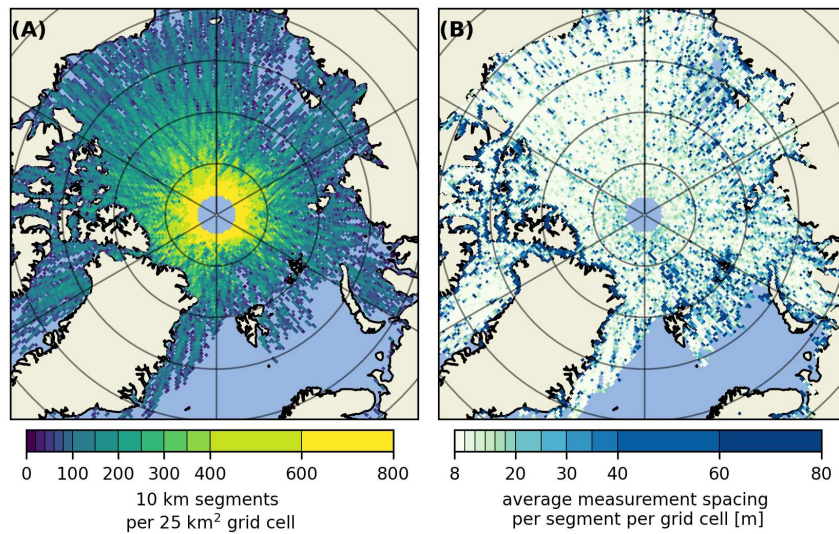 (A)
(B)
0 100 200 300 400 600 800
10 km segments
per 25 km² grid cell
8 20 30 40 60 80
average measurement spacing
per segment per grid cell [m]